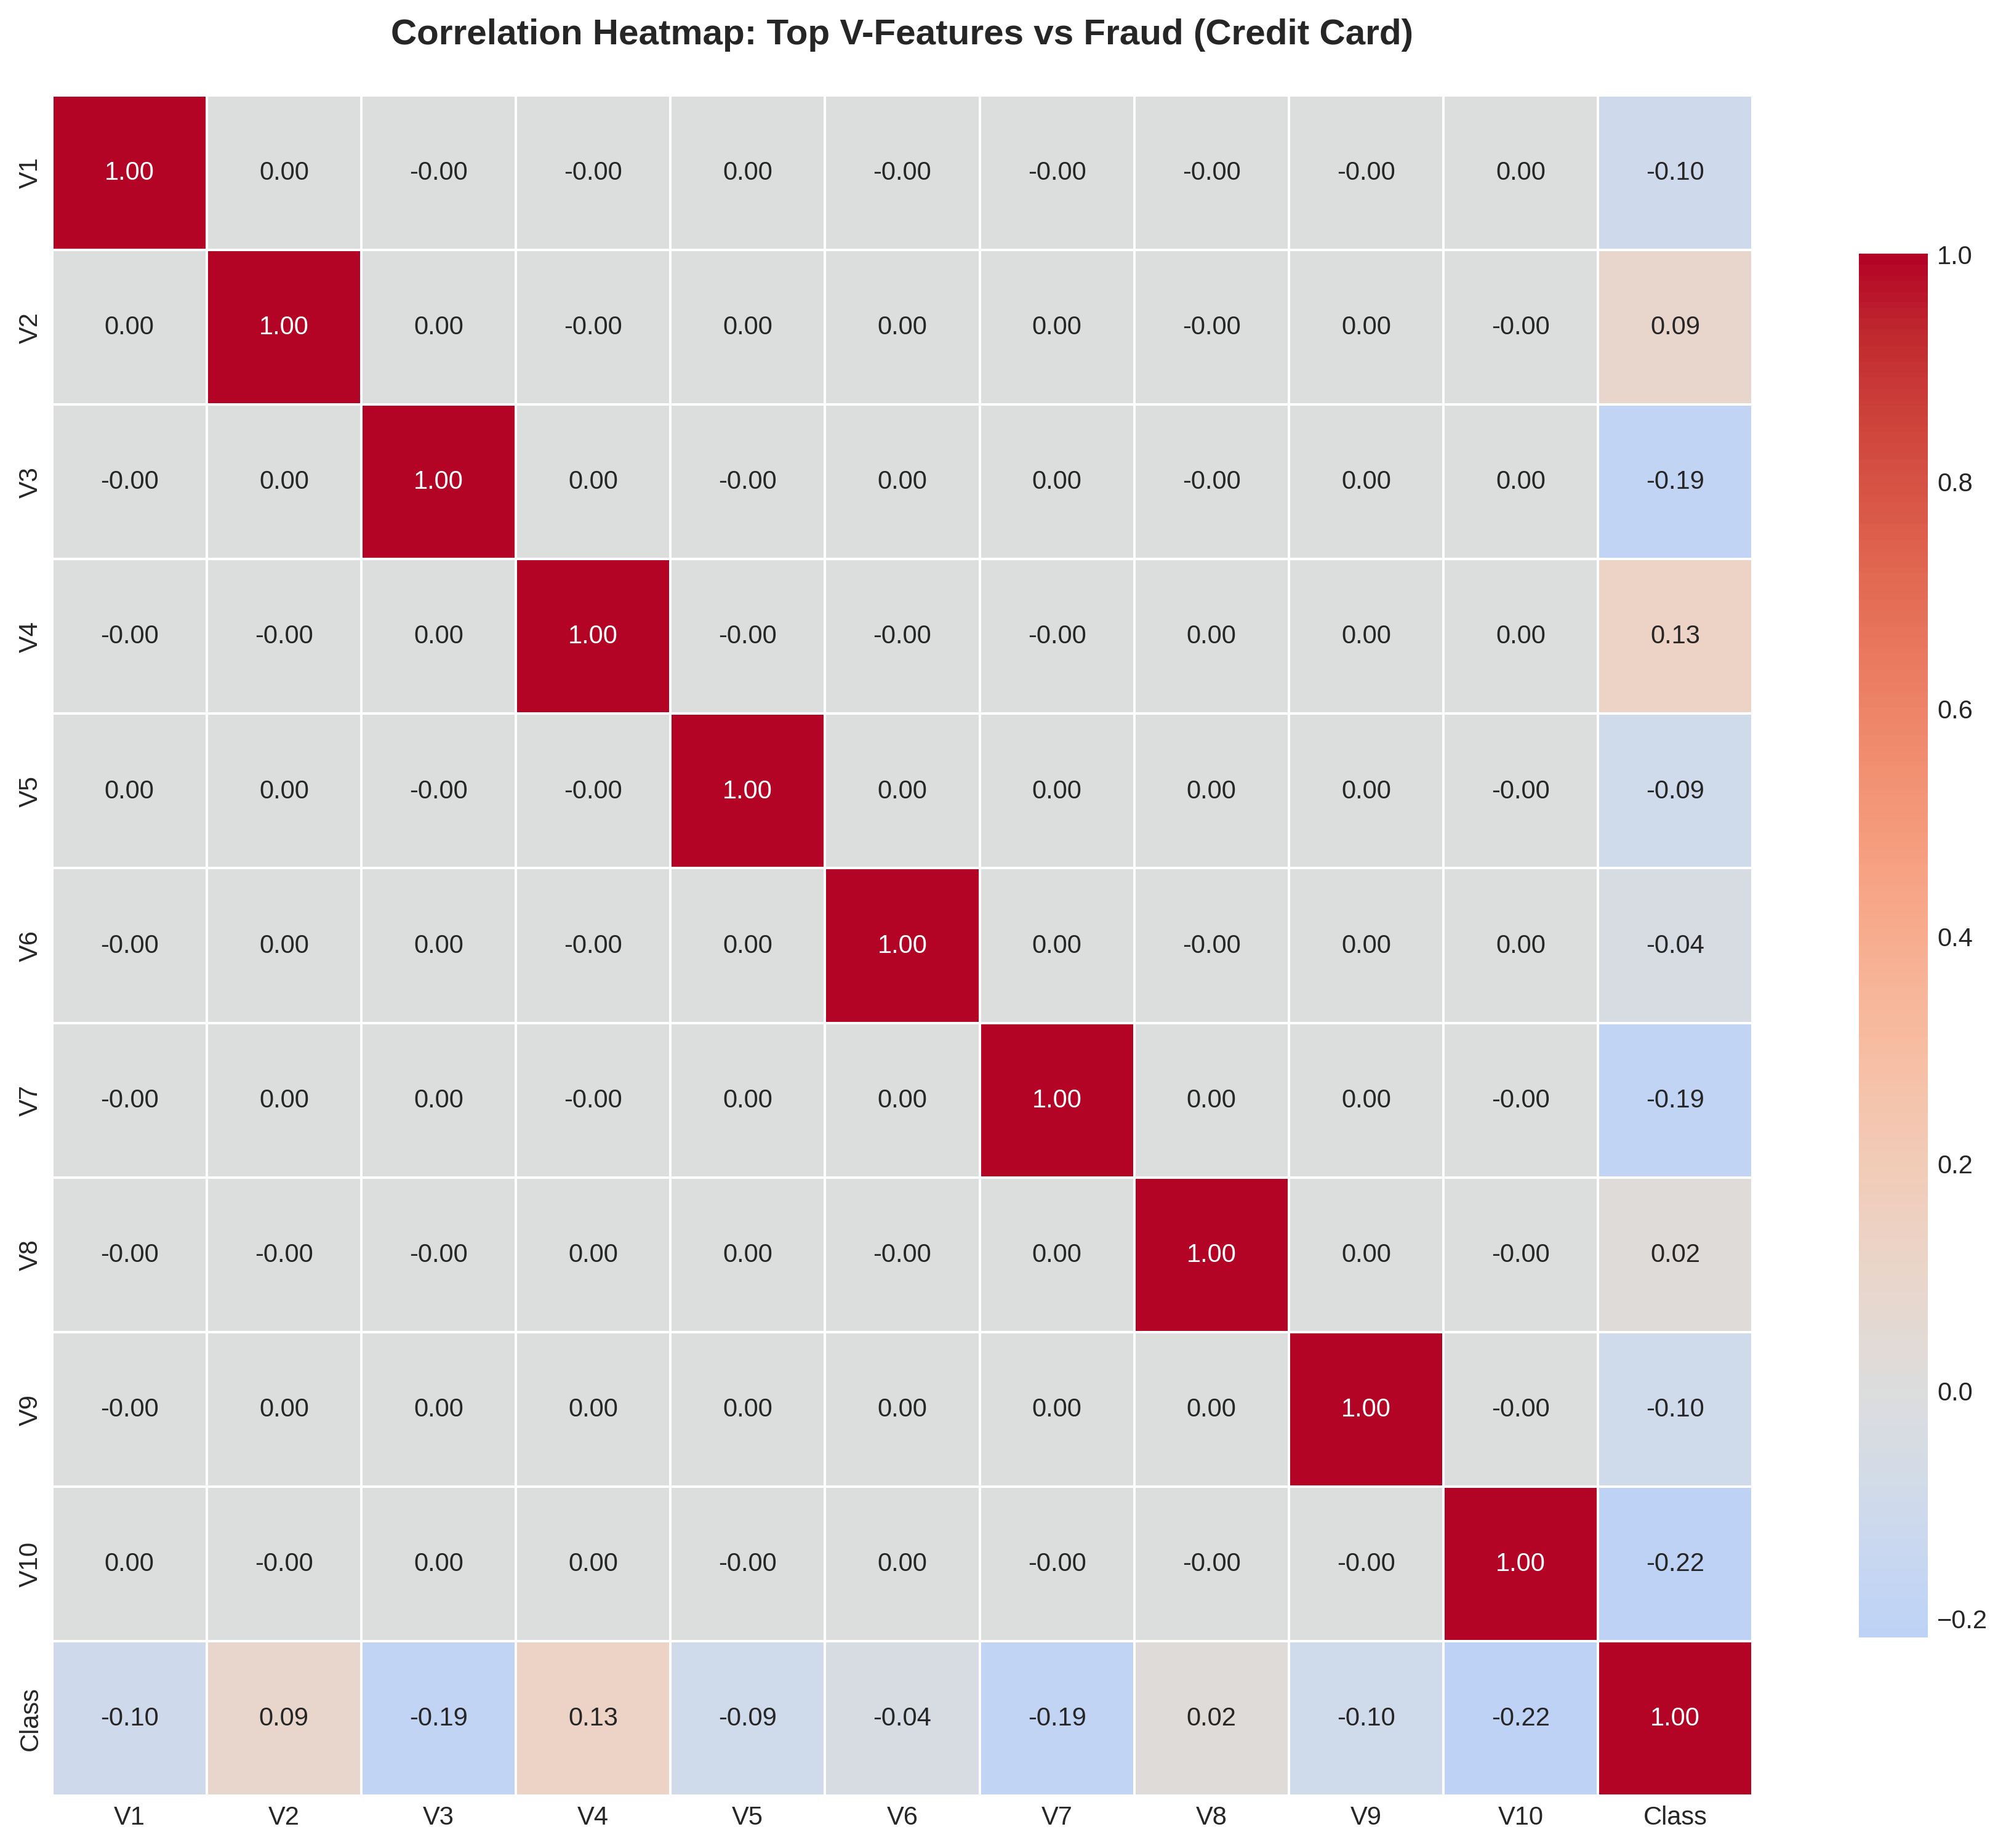 Correlation Heatmap: Top V-Features vs Fraud (Credit Card)
V1 1.00 0.00 -0.00 -0.00 0.00 -0.00 -0.00 -0.00 -0.00 0.00 -0.10
V2 0.00 1.00 0.00 -0.00 0.00 0.00 0.00 -0.00 0.00 -0.00 0.09
V3 -0.00 0.00 1.00 0.00 -0.00 0.00 0.00 -0.00 0.00 0.00 -0.19
V4 -0.00 -0.00 0.00 1.00 -0.00 -0.00 -0.00 0.00 0.00 0.00 0.13
V5 0.00 0.00 -0.00 -0.00 1.00 0.00 0.00 0.00 0.00 -0.00 -0.09
V6 -0.00 0.00 0.00 -0.00 0.00 1.00 0.00 -0.00 0.00 0.00 -0.04
V7 -0.00 0.00 0.00 -0.00 0.00 0.00 1.00 0.00 0.00 -0.00 -0.19
V8 -0.00 -0.00 -0.00 0.00 0.00 -0.00 0.00 1.00 0.00 -0.00 0.02
V9 -0.00 0.00 0.00 0.00 0.00 0.00 0.00 0.00 1.00 -0.00 -0.10
V10 0.00 -0.00 0.00 0.00 -0.00 0.00 -0.00 -0.00 -0.00 1.00 -0.22
Class -0.10 0.09 -0.19 0.13 -0.09 -0.04 -0.19 0.02 -0.10 -0.22 1.00
V1 V2 V3 V4 V5 V6 V7 V8 V9 V10 Class
1.0
0.8
0.6
0.4
0.2
0.0
−0.2